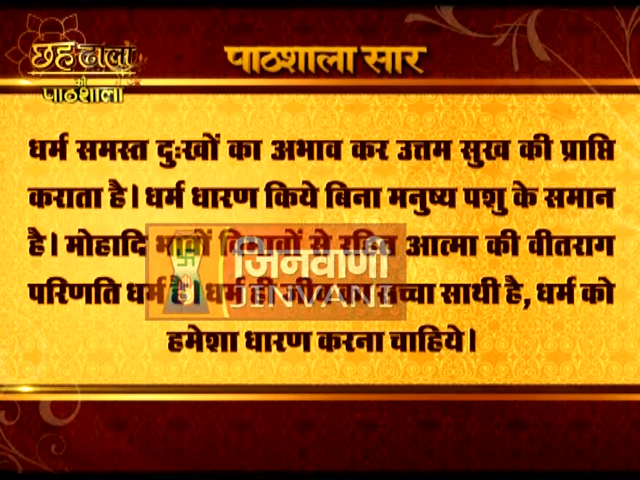 छह ढाला
की
पाठशाला
पाठशाला सार
धर्म समस्त दुःखों का अभाव कर उत्तम सुख की प्राप्ति
कराता है। धर्म धारण किये बिना मनुष्य पशु के समान
है। मोहादि भावों विभावों से रहित आत्मा की वीतराग
परिणति धर्म है। धर्म ही जीव का सच्चा साथी है, धर्म को
हमेशा धारण करना चाहिये।
जिनवाणी
JINVANI